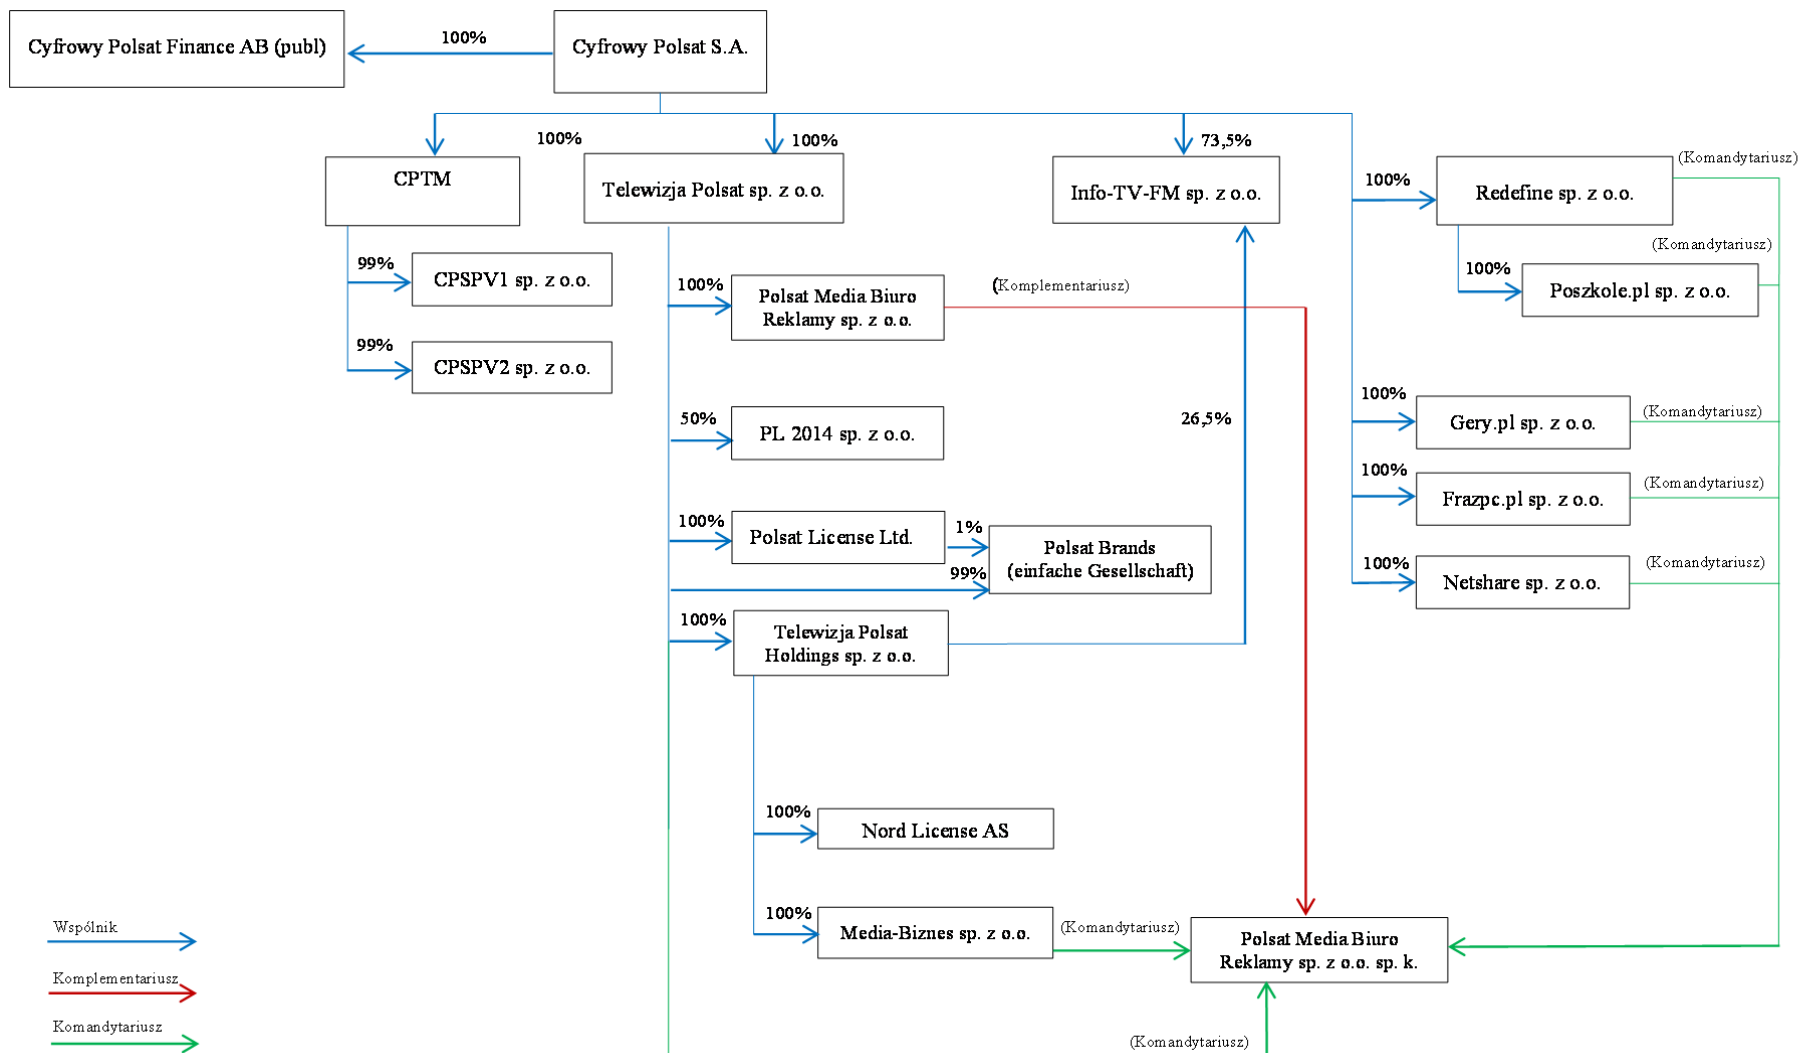 Cyfrowy Polsat Finance AB (publ)
100%
Cyfrowy Polsat S.A.
100%
100%
73,5%
CPTM
Telewizja Polsat sp. z o.o.
Info-TV-FM sp. z o.o.
100%
Redefine sp. z o.o.
(Komandytariusz)
99%
CPSPV1 sp. z o.o.
99%
CPSPV2 sp. z o.o.
100%
Polsat Media Biuro
Reklamy sp. z o.o.
(Komplementariusz)
(Komandytariusz)
100%
Poszkole.pl sp. z o.o.
50%
PL 2014 sp. z o.o.
26,5%
100%
Gery.pl sp. z o.o.
(Komandytariusz)
100%
Frazpc.pl sp. z o.o.
(Komandytariusz)
100%
Polsat License Ltd.
1%
99%
Polsat Brands
(einfache Gesellschaft)
100%
Netshare sp. z o.o.
(Komandytariusz)
100%
Telewizja Polsat
Holdings sp. z o.o.
100%
Nord License AS
100%
Media-Biznes sp. z o.o.
(Komandytariusz)
Polsat Media Biuro
Reklamy sp. z o.o. sp. k.
(Komandytariusz)
Wspólnik
Komplementariusz
Komandytariusz